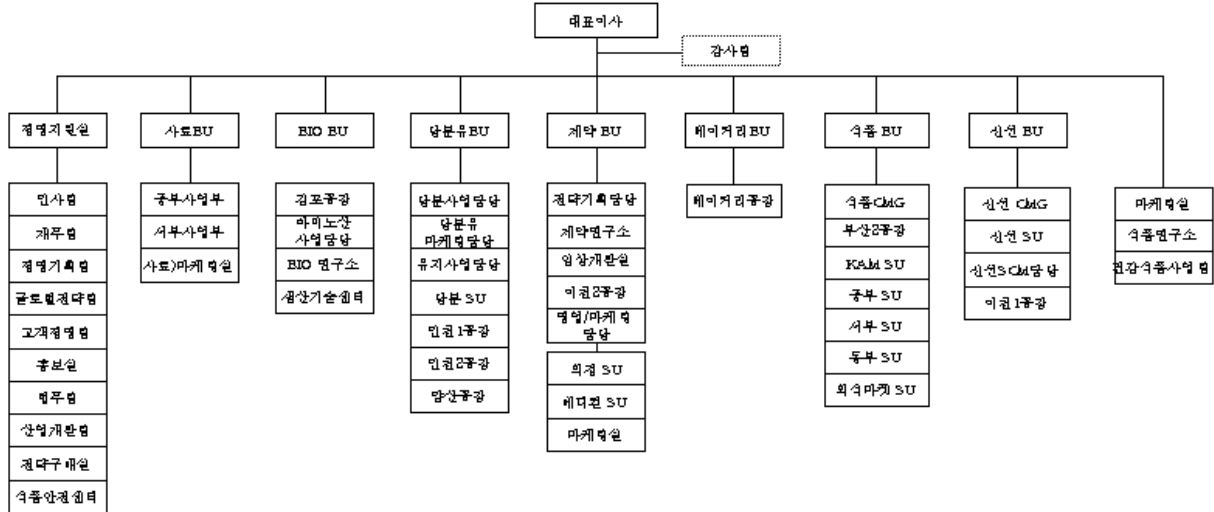 대표이사
감사팀
경영지원실
사료BU
BIO BU
당분유BU
제약 BU
베이커리BU
식품 BU
신선 BU
인사팀
재무팀
경영기획팀
글로벌전략팀
고객경영팀
홍보실
법무팀
산업개발팀
전략구매실
식품안전센터
중부사업부
서부사업부
사료)마케팅실
김포공장
아미노산
사업담당
BIO 연구소
생산기술센터
당분사업담당
당분유
마케팅담당
유지사업담당
당분 SU
인천1공장
인천2공장
양산공장
전략기획담당
제약연구소
임상개발실
이천2공장
영업/마케팅
담당
의정 SU
메디컬 SU
마케팅실
베이커리공장
식품CMG
부산2공장
KAM SU
중부 SU
서부 SU
동부 SU
외식마켓 SU
신선 CMG
신선 SU
신선SCM담당
이천1공장
마케팅실
식품연구소
건강식품사업팀